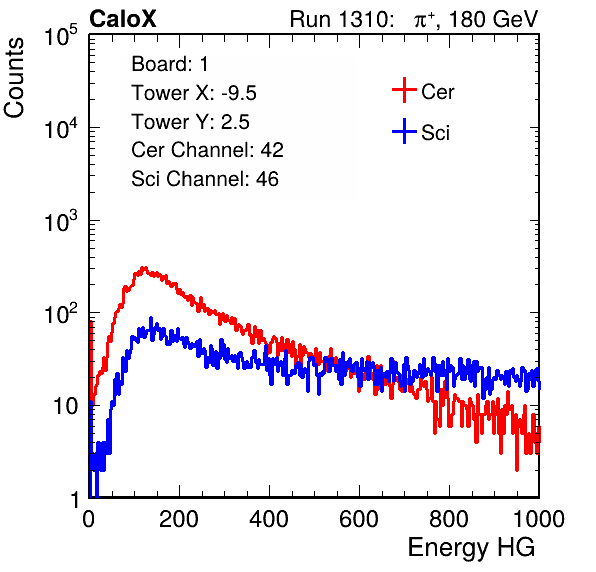 CaloX Run 1310: π⁺, 180 GeV
Counts
10⁵
10⁴
10³
10²
10
1
Board: 1
Tower X: -9.5
Tower Y: 2.5
Cer Channel: 42
Sci Channel: 46
Cer
Sci
0 200 400 600 800 1000
Energy HG